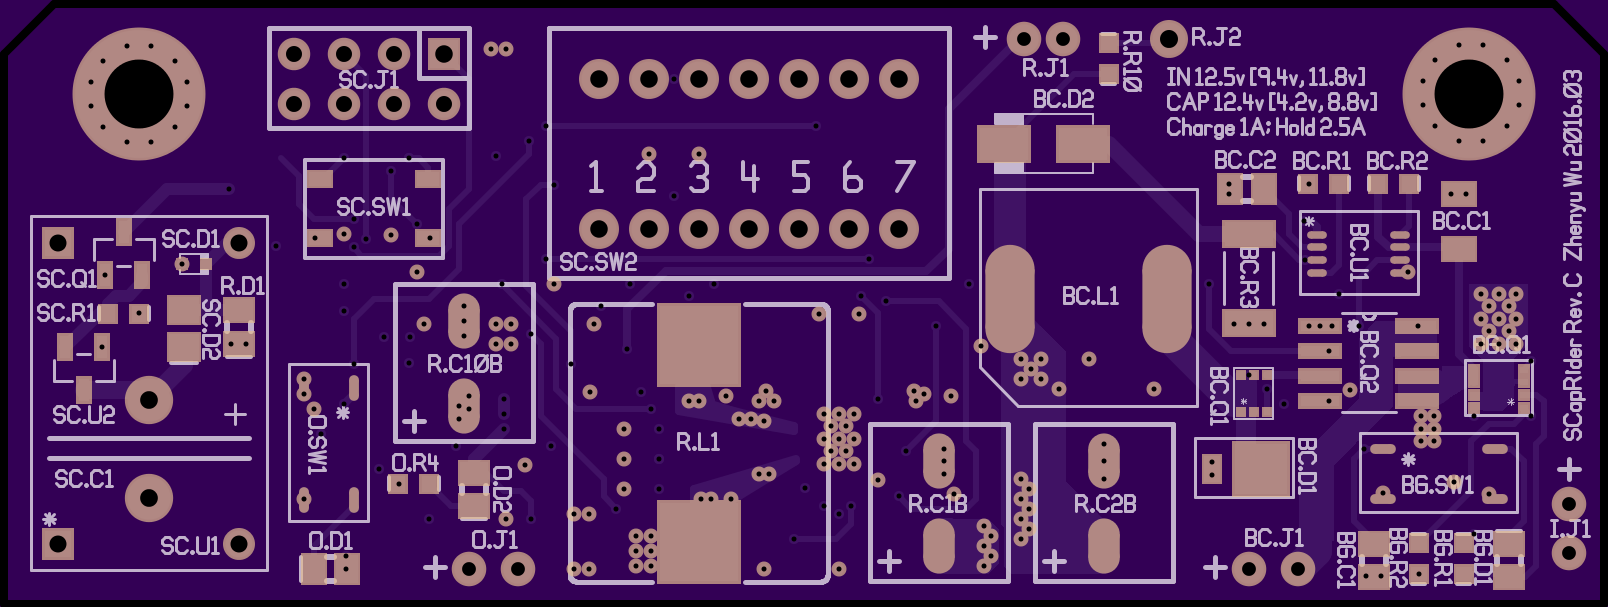 SC.J1
R.J1
R.R10
R.J2
IN 12.5v [9.4v, 11.8v]
CAP 12.4v [4.2v, 8.8v]
Charge 1A; Hold 2.5A
BC.D2
BC.C2
BC.R1
BC.R2
1 2 3 4 5 6 7
SC.SW1
SC.SW2
BC.C1
BC.U1
BC.R3
BC.L1
SC.D1
SC.Q1
R.D1
SC.R1
SC.D2
R.C10B
BC.Q2
BG.Q1
BC.Q1
SC.U2
+
O.SW1
+
R.L1
SC.C1
O.R4
O.D2
R.C1B
R.C2B
BC.D1
BG.SW1
SC.U1
O.D1
+
O.J1
+
+
+
BC.J1
BG.C1
BG.R2
BG.R1
BG.D1
+
I.J1
SCapRider Rev. C Zhenyu Wu 2016.03
+